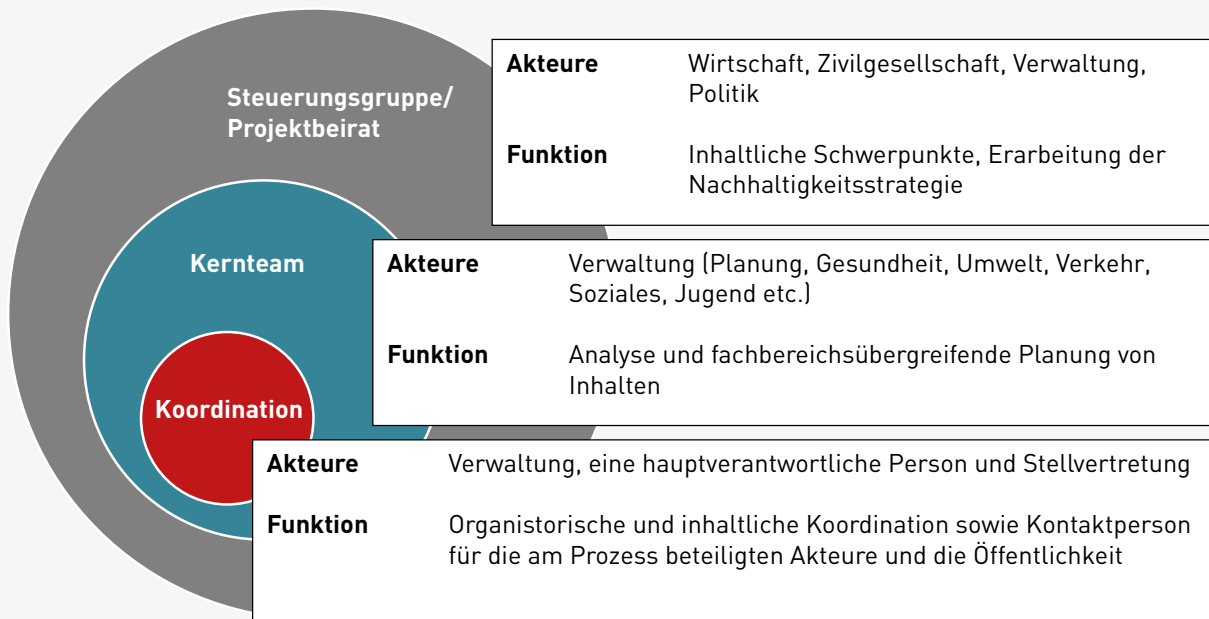 Steuerungsgruppe/
Projektbeirat
Akteure Wirtschaft, Zivilgesellschaft, Verwaltung,
Politik
Funktion Inhaltliche Schwerpunkte, Erarbeitung der
Nachhaltigkeitsstrategie
Kernteam
Akteure Verwaltung (Planung, Gesundheit, Umwelt, Verkehr,
Soziales, Jugend etc.)
Funktion Analyse und fachbereichsübergreifende Planung von
Inhalten
Koordination
Akteure Verwaltung, eine hauptverantwortliche Person und Stellvertretung
Funktion Organistorische und inhaltliche Koordination sowie Kontaktperson
für die am Prozess beteiligten Akteure und die Öffentlichkeit